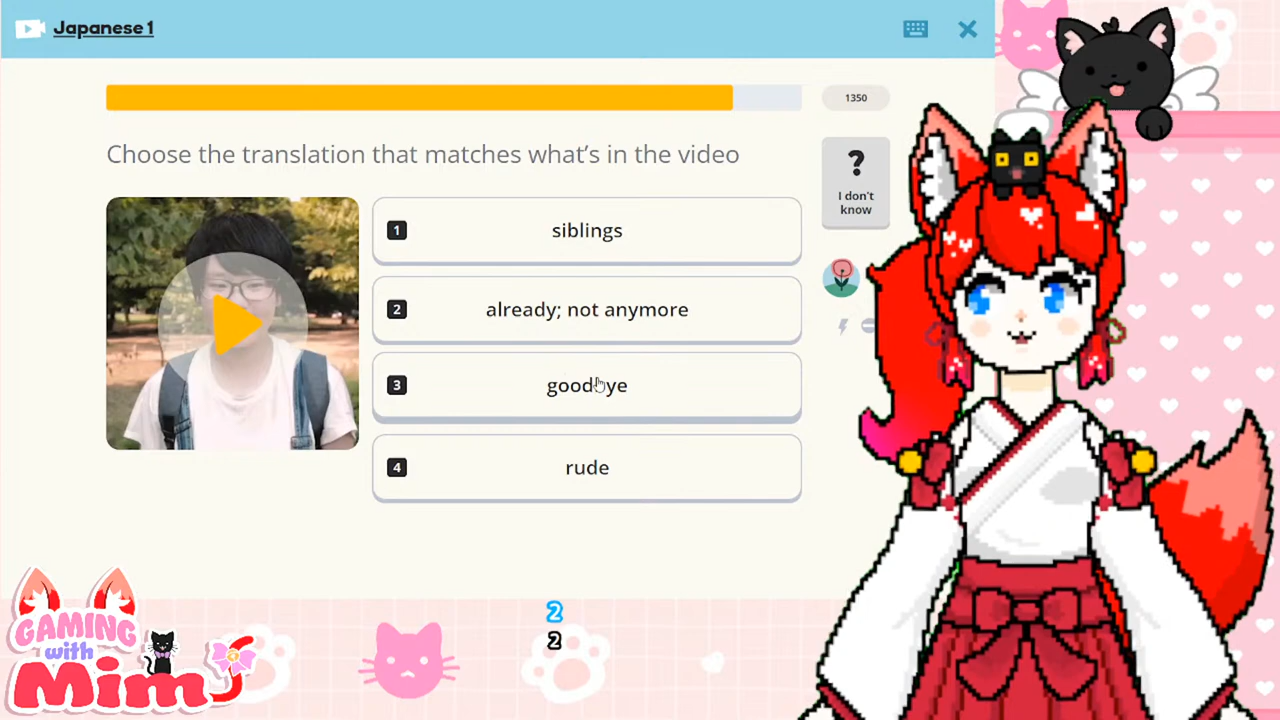 Japanese 1
1350
Choose the translation that matches what's in the video
?
I don't
know
1 siblings
2 already; not anymore
3 goodbye
4 rude
GAMING
with
Mim
2
2